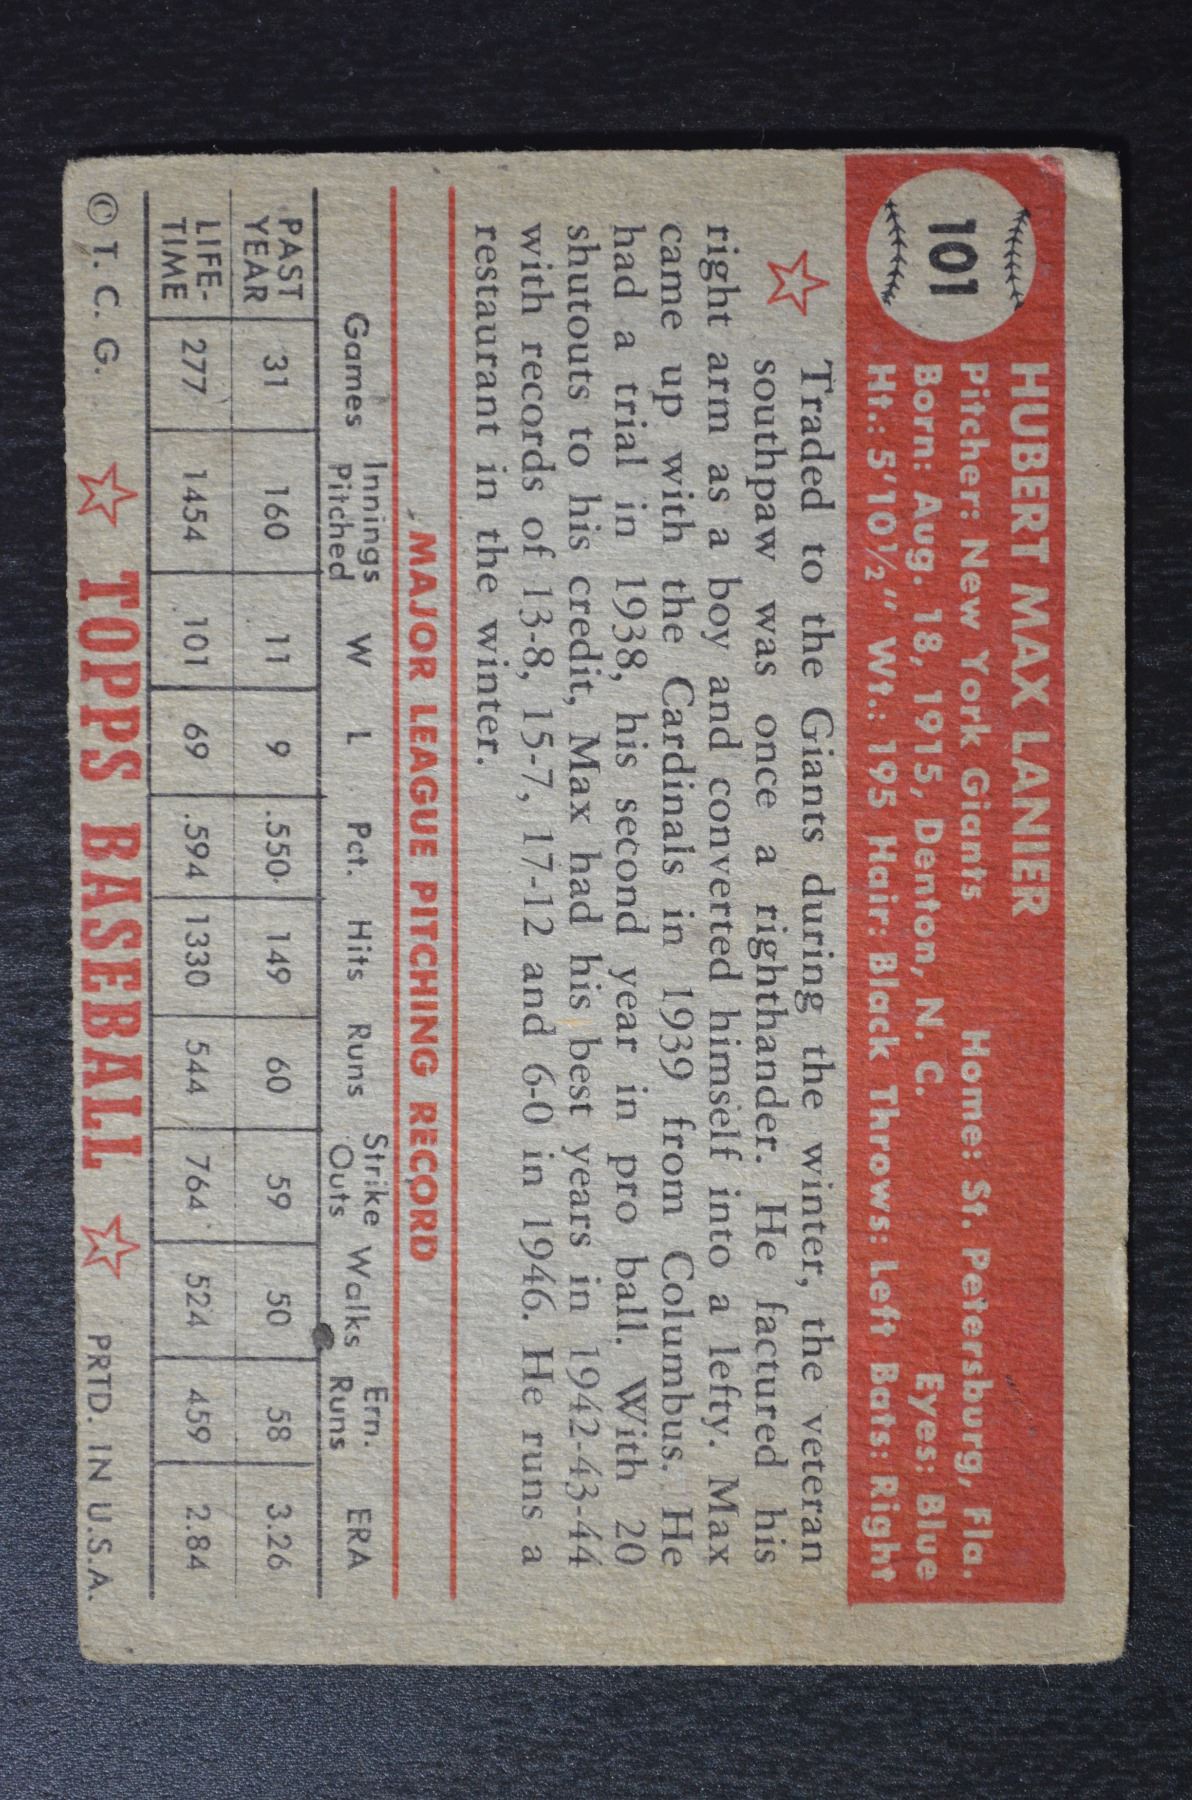 101
HUBERT MAX LANIER
Pitcher: New York Giants Home: St. Petersburg, Fla.
Born: Aug. 18, 1915, Denton, N. C. Eyes: Blue
Ht.: 5'10½" Wt.: 195 Hair: Black Throws: Left Bats: Right
Traded to the Giants during the winter, the veteran
southpaw was once a righthander. He factured his
right arm as a boy and converted himself into a lefty. Max
came up with the Cardinals in 1939 from Columbus. He
had a trial in 1938, his second year in pro ball. With 20
shutouts to his credit, Max had his best years in 1942-43-44
with records of 13-8, 15-7, 17-12 and 6-0 in 1946. He runs a
restaurant in the winter.
MAJOR LEAGUE PITCHING RECORD
Games Innings Pitched W L Pct. Hits Runs Strike Outs Walks Ern. Runs ERA
PAST YEAR 31 160 11 9 .550 149 60 59 50 58 3.26
LIFE-TIME 277 1454 101 69 .594 1330 544 764 524 459 2.84
© T. C. G. TOPPS BASEBALL PRTD. IN U.S.A.